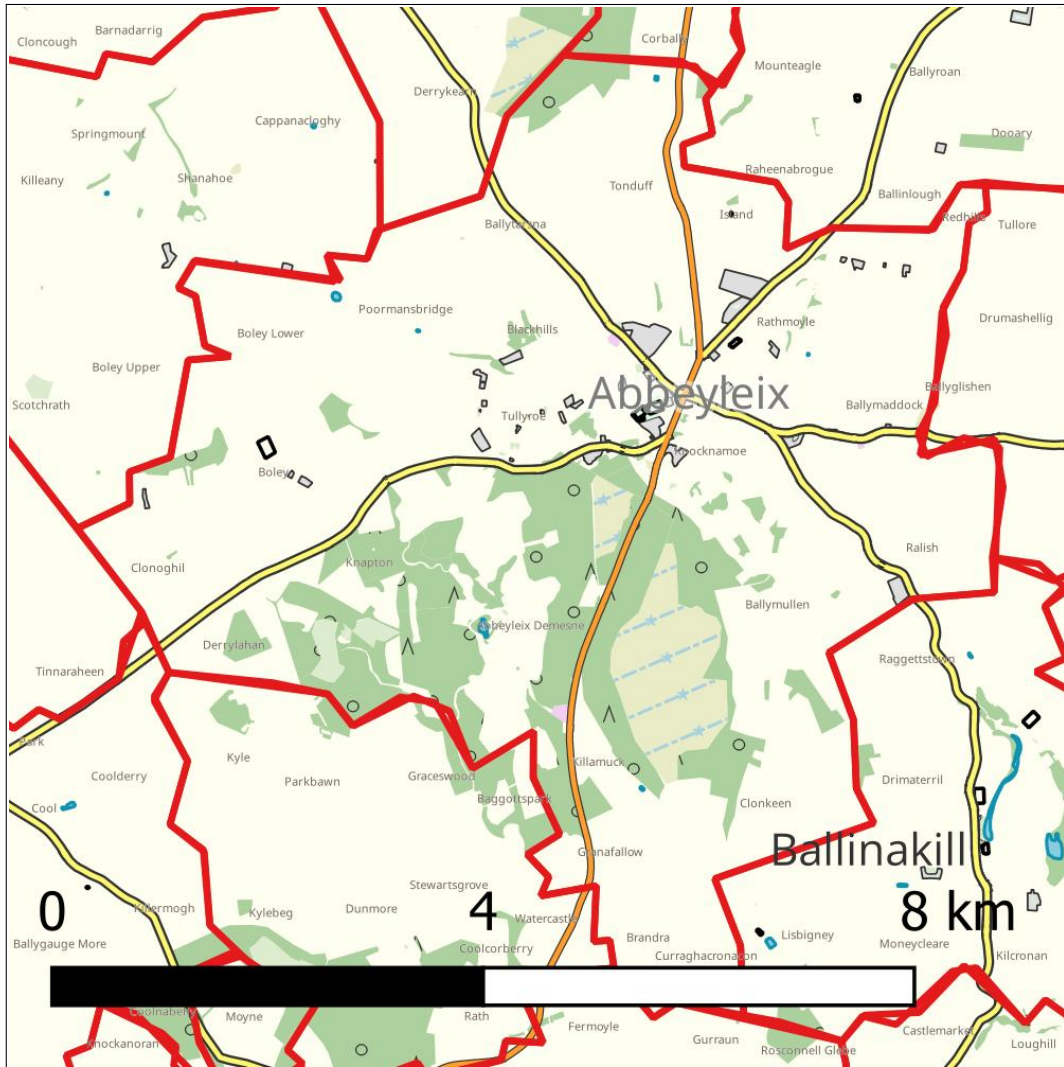 Barnadarrig
Cloncough
Corbally
Mounteagle
Ballyroan
Derrykearn
Cappanacloghy
Springmount
Dooary
Killeany
Shanahoe
Tonduff
Raheenabrogue
Ballinlough
Island
Redhills
Tullore
Ballytarsna
Poormansbridge
Drumashellig
Rathmoyle
Blackhills
Boley Lower
Boley Upper
Ballyglishen
Abbeyleix
Scotchrath
Ballymaddock
Tullyroe
Knocknamoe
Boley
Ralish
Clonoghil
Knapton
Ballymullen
Abbeyleix Demesne
Derrylahan
Raggettstown
Tinnaraheen
Park
Kyle
Killamuck
Coolderry
Parkbawn
Graceswood
Drimaterril
Baggottspark
Clonkeen
Cool
Granafallow
Ballinakill
Stewartsgrove
0
4
8 km
Killermogh
Kylebeg
Dunmore
Watercastle
Brandra
Lisbigney
Ballygauge More
Coolcorberry
Curraghacronacon
Moneycleare
Kilcronan
Coolnabehy
Moyne
Rath
Fermoyle
Castlemarket
Knockanoran
Gurraun
Rosconnell Glebe
Loughill